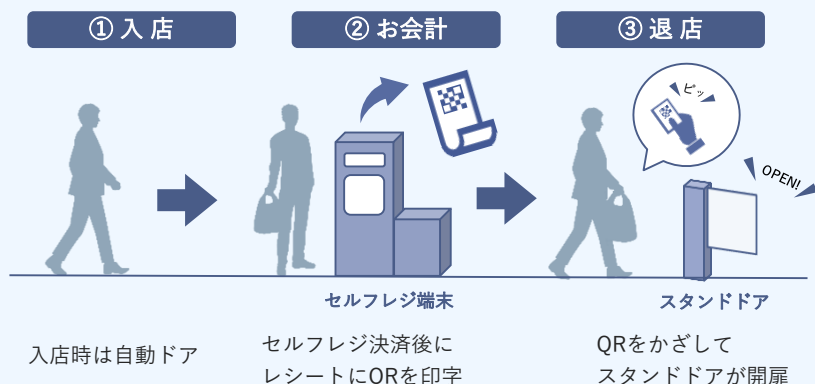 ① 入 店
② お会計
③ 退 店
ピッ
OPEN!
セルフレジ端末
スタンドドア
入店時は自動ドア
セルフレジ決済後に
レシートにQRを印字
QRをかざして
スタンドドアが開扉